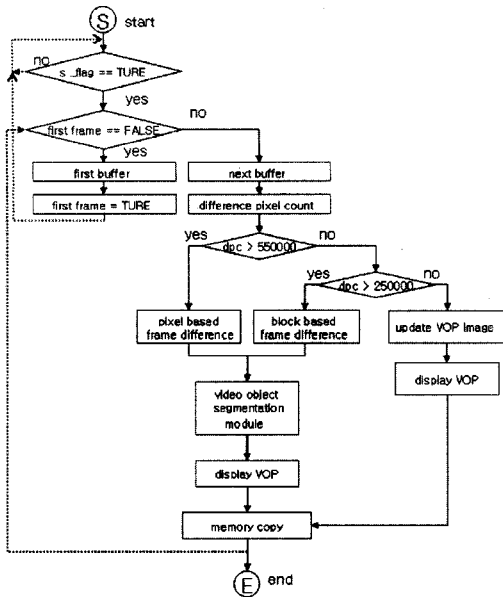 S start
no
s_flag == TURE
yes
no
first frame == FALSE
yes
first buffer
next buffer
first frame = TURE
difference pixel count
yes
no
dpc > 550000
yes
no
dpc > 250000
pixel based
frame difference
block based
frame difference
update VOP image
display VOP
video object
segmentation
module
display VOP
memory copy
E end